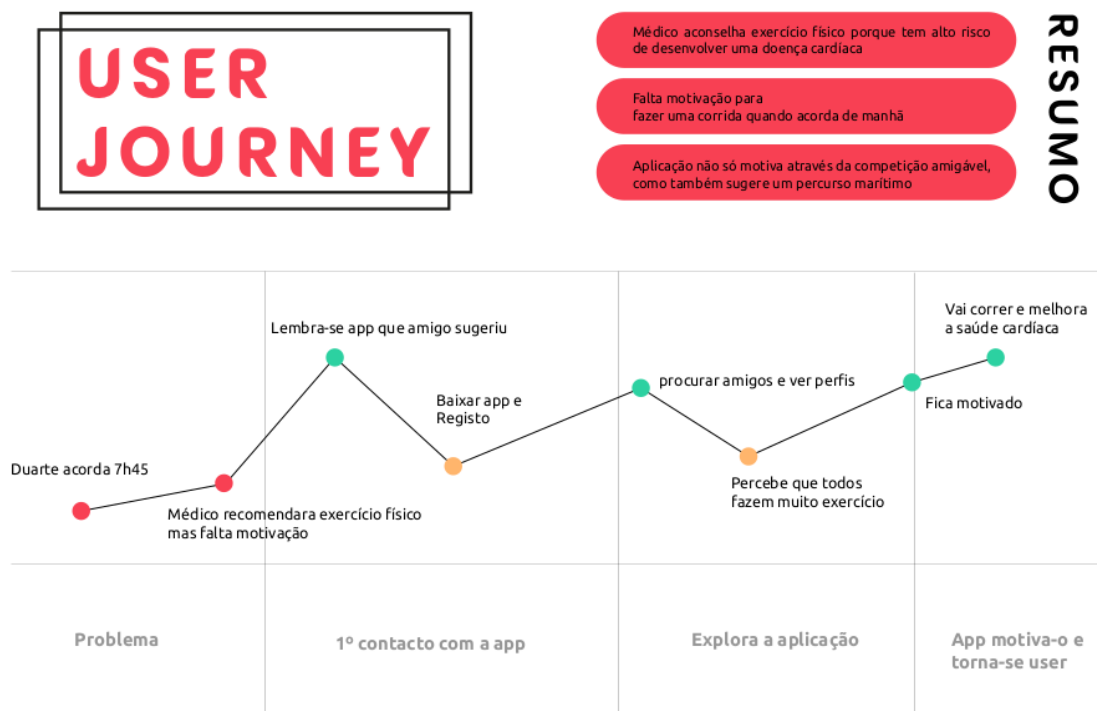 USER
JOURNEY
Médico aconselha exercício físico porque tem alto risco
de desenvolver uma doença cardíaca
Falta motivação para
fazer uma corrida quando acorda de manhã
Aplicação não só motiva através da competição amigável,
como também sugere um percurso marítimo
RESUMO
Duarte acorda 7h45
Médico recomendara exercício físico
mas falta motivação
Lembra-se app que amigo sugeriu
Baixar app e
Registo
procurar amigos e ver perfis
Percebe que todos
fazem muito exercício
Fica motivado
Vai correr e melhora
a saúde cardíaca
Problema
1º contacto com a app
Explora a aplicação
App motiva-o e
torna-se user